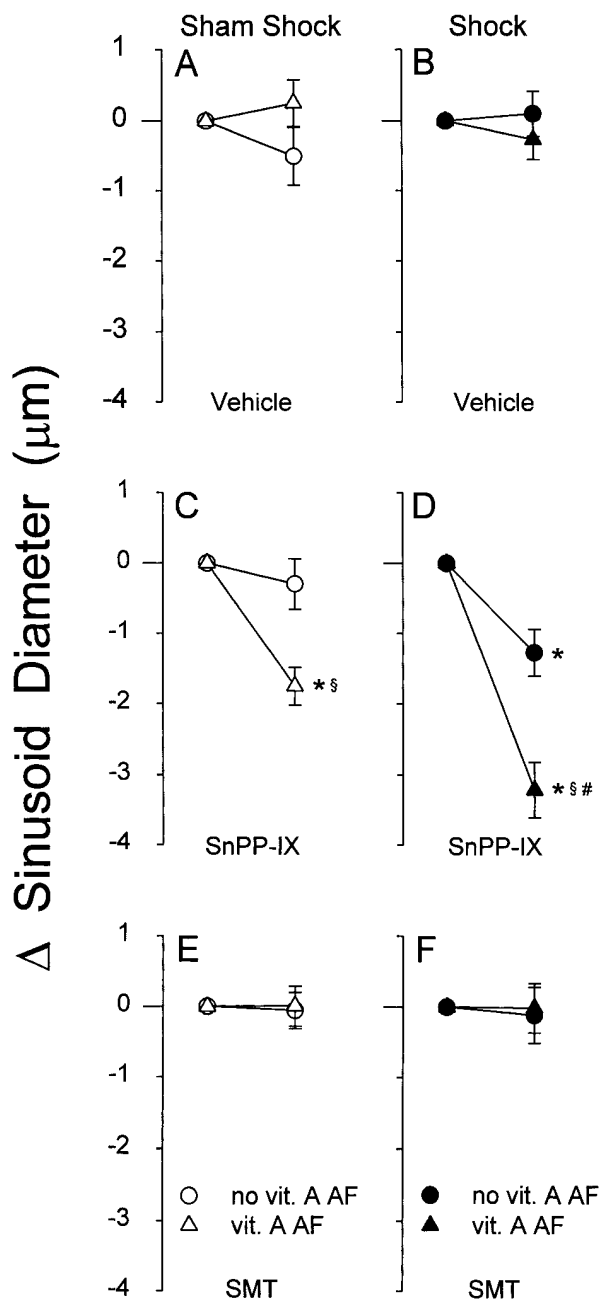 Sham Shock
Shock
Δ Sinusoid Diameter (μm)
A
1
0
-1
-2
-3
-4
Vehicle
B
Vehicle
C
1
0
-1
-2
-3
-4
* §
SnPP-IX
D
*
* § #
SnPP-IX
E
1
0
-1
-2
-3
-4
no vit. A AF
vit. A AF
SMT
F
no vit. A AF
vit. A AF
SMT